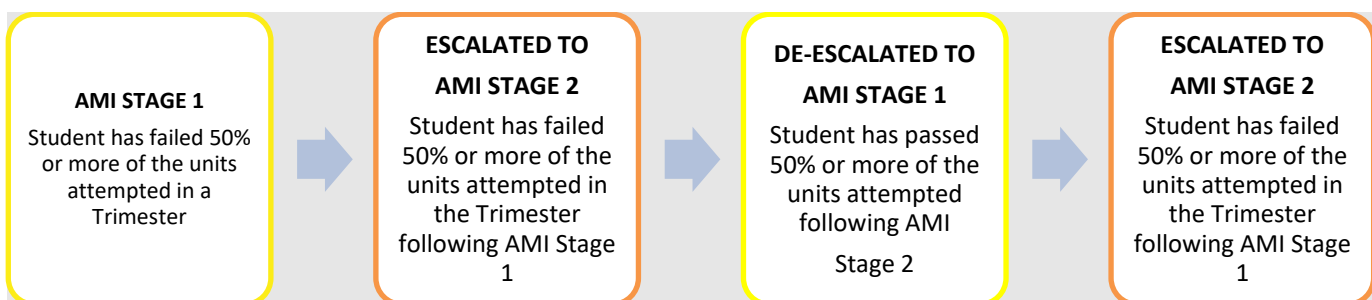 AMI STAGE 1
Student has failed 50%
or more of the units
attempted in a
Trimester
ESCALATED TO
AMI STAGE 2
Student has failed
50% or more of the
units attempted in
the Trimester
following AMI Stage
1
DE-ESCALATED TO
AMI STAGE 1
Student has passed
50% or more of the
units attempted
following AMI
Stage 2
ESCALATED TO
AMI STAGE 2
Student has failed
50% or more of the
units attempted in
the Trimester
following AMI Stage
1